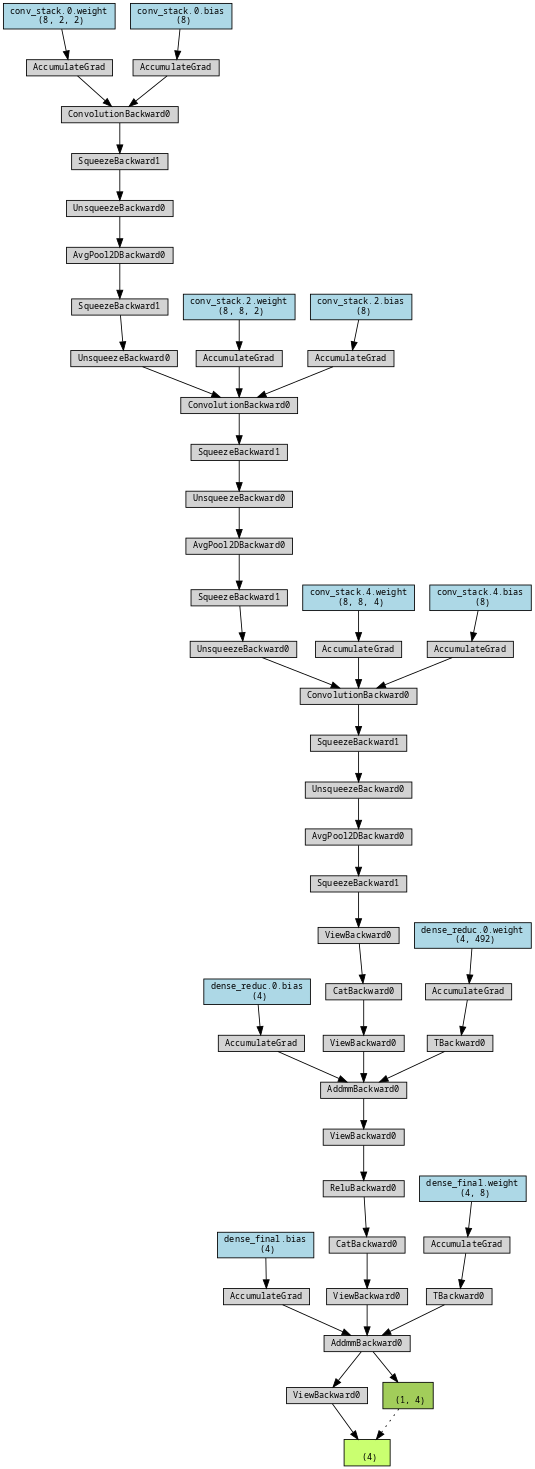 conv_stack.0.weight
(8, 2, 2)
conv_stack.0.bias
(8)
AccumulateGrad
AccumulateGrad
ConvolutionBackward0
SqueezeBackward1
UnsqueezeBackward0
AvgPool2DBackward0
SqueezeBackward1
conv_stack.2.weight
(8, 8, 2)
conv_stack.2.bias
(8)
UnsqueezeBackward0
AccumulateGrad
AccumulateGrad
ConvolutionBackward0
SqueezeBackward1
UnsqueezeBackward0
AvgPool2DBackward0
SqueezeBackward1
conv_stack.4.weight
(8, 8, 4)
conv_stack.4.bias
(8)
UnsqueezeBackward0
AccumulateGrad
AccumulateGrad
ConvolutionBackward0
SqueezeBackward1
UnsqueezeBackward0
AvgPool2DBackward0
SqueezeBackward1
ViewBackward0
dense_reduc.0.weight
(4, 492)
dense_reduc.0.bias
(4)
CatBackward0
AccumulateGrad
AccumulateGrad
ViewBackward0
TBackward0
AddmmBackward0
ViewBackward0
ReluBackward0
dense_final.weight
(4, 8)
dense_final.bias
(4)
CatBackward0
AccumulateGrad
AccumulateGrad
ViewBackward0
TBackward0
AddmmBackward0
ViewBackward0
(1, 4)
(4)